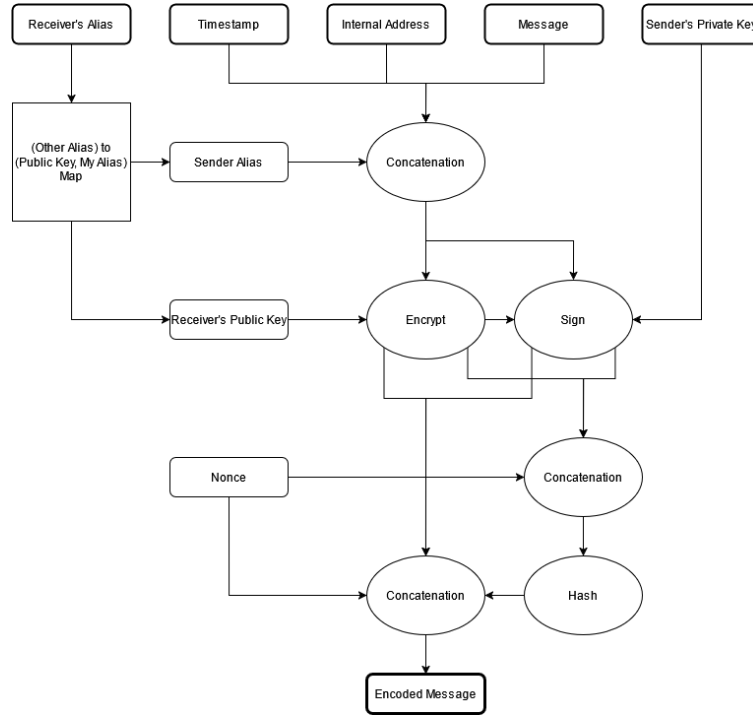 Receiver's Alias
Timestamp
Internal Address
Message
Sender's Private Key
(Other Alias) to
(Public Key, My Alias)
Map
Sender Alias
Concatenation
Receiver's Public Key
Encrypt
Sign
Nonce
Concatenation
Concatenation
Hash
Encoded Message